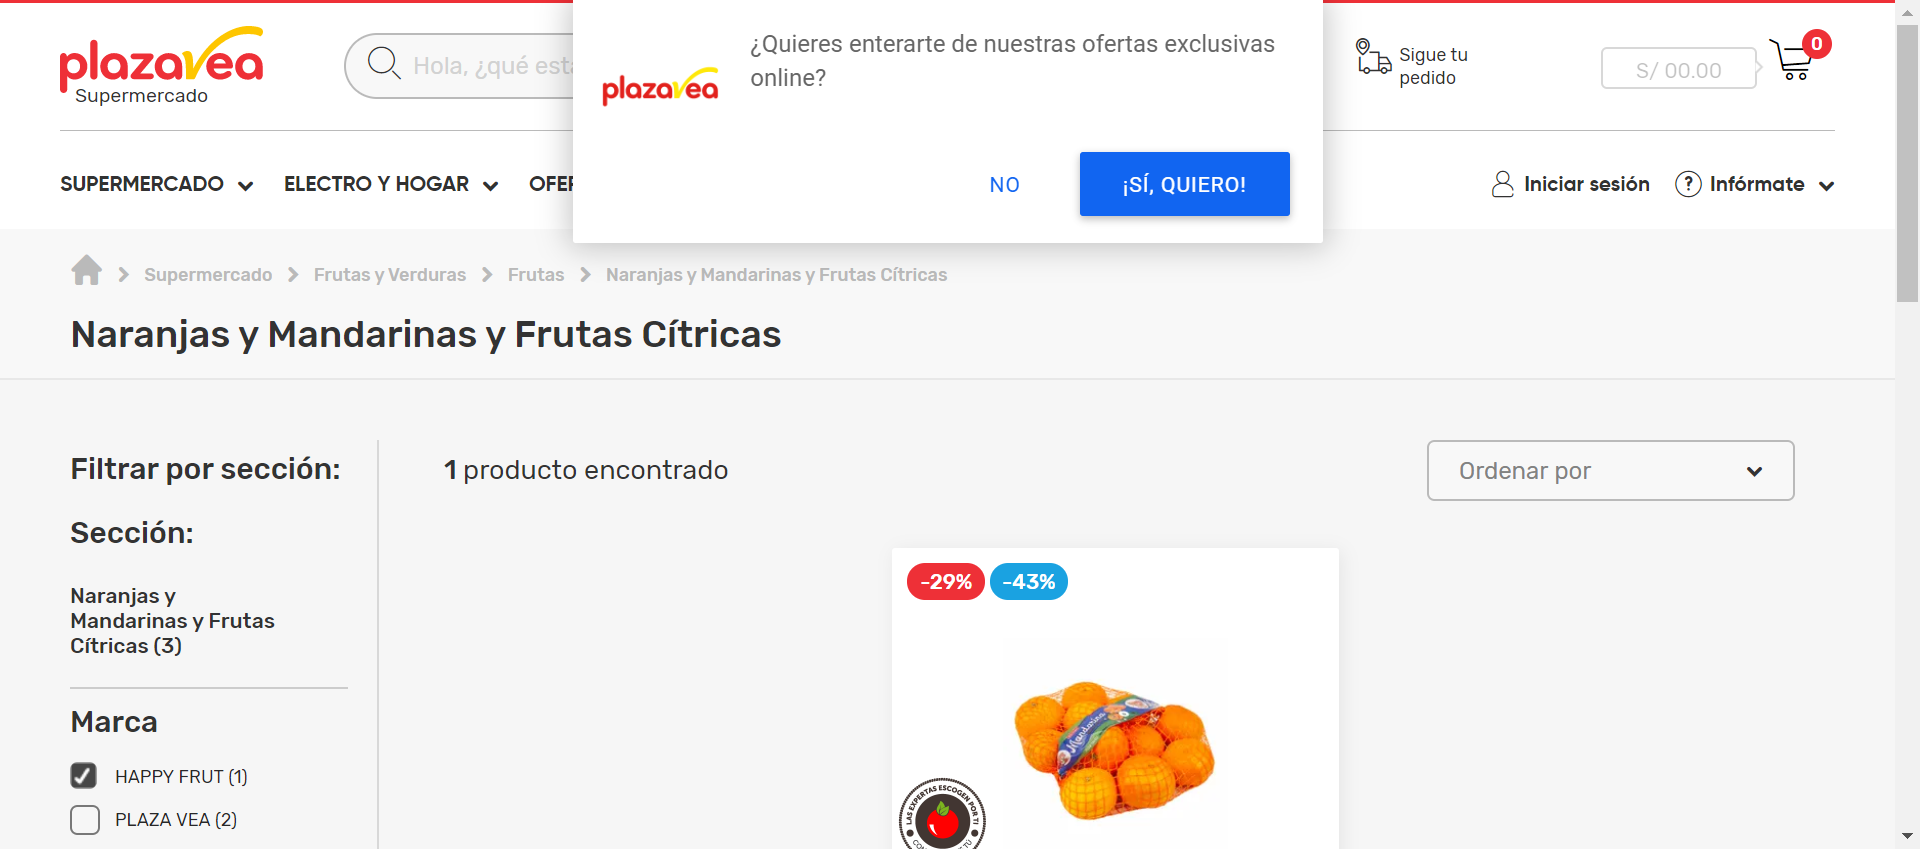 plazavea
Supermercado
Hola, ¿qué est
plazavea
¿Quieres enterarte de nuestras ofertas exclusivas
online?
NO
¡SÍ, QUIERO!
Sigue tu
pedido
S/ 00.00
0
SUPERMERCADO
ELECTRO Y HOGAR
OFER
Iniciar sesión
?
Infórmate
Supermercado
Frutas y Verduras
Frutas
Naranjas y Mandarinas y Frutas Cítricas
Naranjas y Mandarinas y Frutas Cítricas
Filtrar por sección:
Sección:
Naranjas y
Mandarinas y Frutas
Cítricas (3)
Marca
HAPPY FRUT (1)
PLAZA VEA (2)
1 producto encontrado
Ordenar por
-29%
-43%
Mandarina
LAS EXPERTAS ESCOGEN POR TI